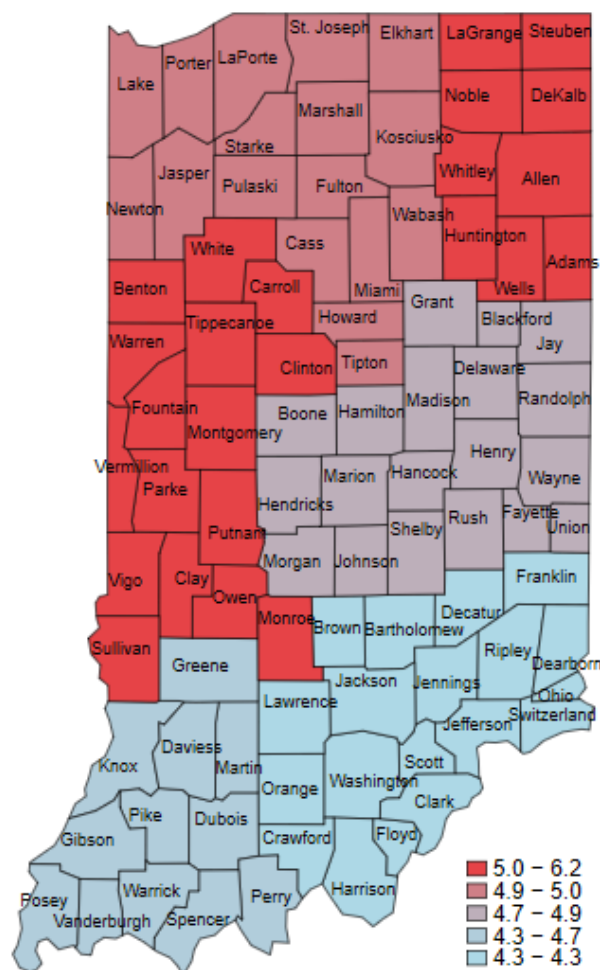 St. Joseph
Elkhart
LaGrange
Steuben
Lake
Porter
LaPorte
Noble
DeKalb
Marshall
Kosciusko
Starke
Whitley
Allen
Jasper
Pulaski
Fulton
Newton
Wabash
White
Cass
Huntington
Adams
Benton
Carroll
Miami
Wells
Grant
Tippecanoe
Howard
Blackford
Warren
Jay
Clinton
Tipton
Delaware
Fountain
Boone
Hamilton
Madison
Randolph
Montgomery
Henry
Vermillion
Marion
Hancock
Wayne
Parke
Hendricks
Putnam
Shelby
Rush
Fayette
Union
Morgan
Johnson
Vigo
Clay
Franklin
Owen
Monroe
Brown
Bartholomew
Decatur
Sullivan
Greene
Ripley
Dearborn
Jackson
Jennings
Lawrence
Ohio
Switzerland
Jefferson
Daviess
Knox
Martin
Scott
Orange
Washington
Clark
Pike
Dubois
Gibson
Crawford
Floyd
Harrison
Posey
Warrick
Perry
Vanderburgh
Spencer
5.0 – 6.2
4.9 – 5.0
4.7 – 4.9
4.3 – 4.7
4.3 – 4.3